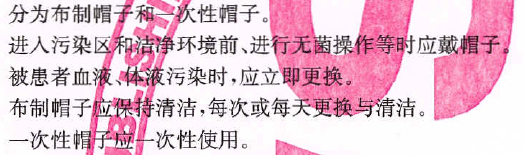 分为布制帽子和一次性帽子。
进入污染区和洁净环境前、进行无菌操作等时应戴帽子。
被患者血液、体液污染时,应立即更换。
布制帽子应保持清洁,每次或每天更换与清洁。
一次性帽子应一次性使用。